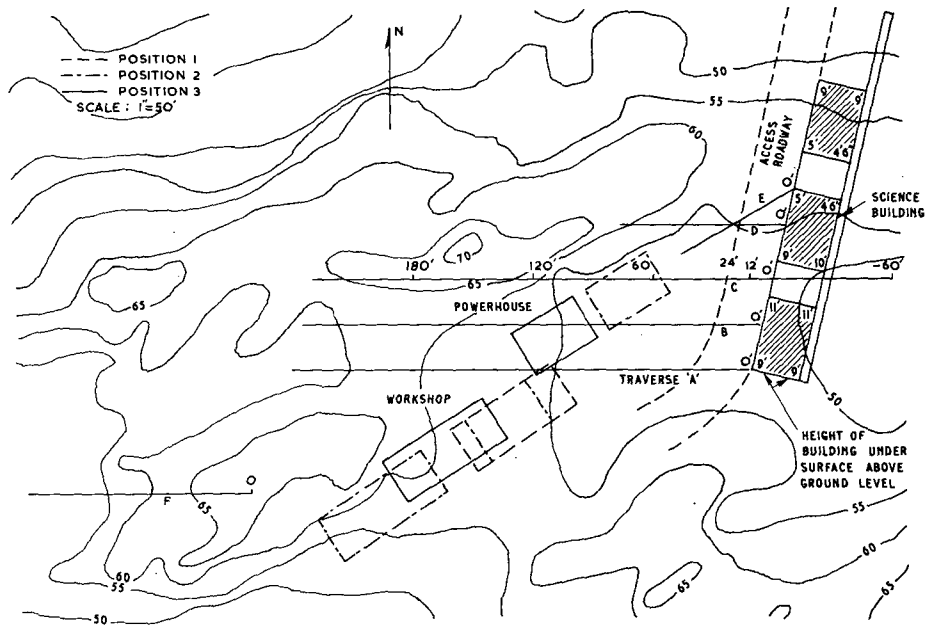 POSITION 1
POSITION 2
POSITION 3
SCALE : 1"=50'
N
50
55
60
9' 9'
ACCESS ROADWAY
5' 4'6"
O'
E
5' 4'6"
SCIENCE BUILDING
O'
D
70
180' 120' 60' 24' 12' O' 9' 10' -60'
65
C
65
POWERHOUSE
11' 11'
O'
B
O'
TRAVERSE 'A'
9' 9'
WORKSHOP
50
HEIGHT OF
BUILDING UNDER
SURFACE ABOVE
GROUND LEVEL
O
F
65
55
60
60
55
65
65
50